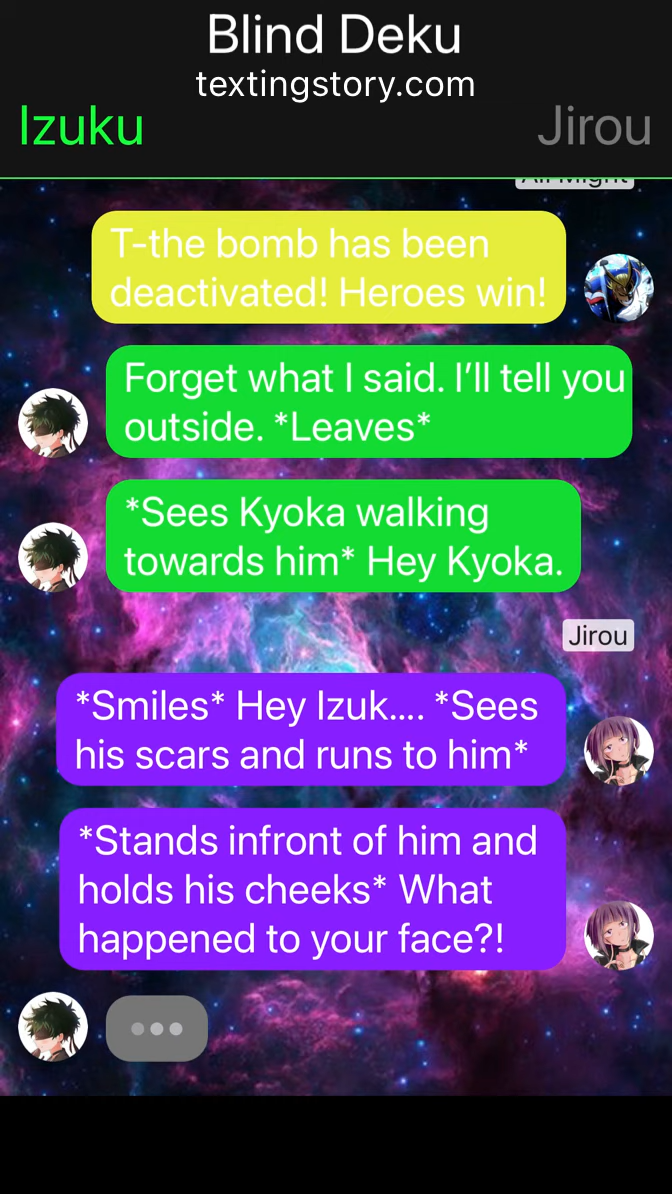 Blind Deku
textingstory.com
Izuku
Jirou
All Might
T-the bomb has been
deactivated! Heroes win!
Forget what I said. I’ll tell you
outside. *Leaves*
*Sees Kyoka walking
towards him* Hey Kyoka.
Jirou
*Smiles* Hey Izuk.... *Sees
his scars and runs to him*
*Stands infront of him and
holds his cheeks* What
happened to your face?!